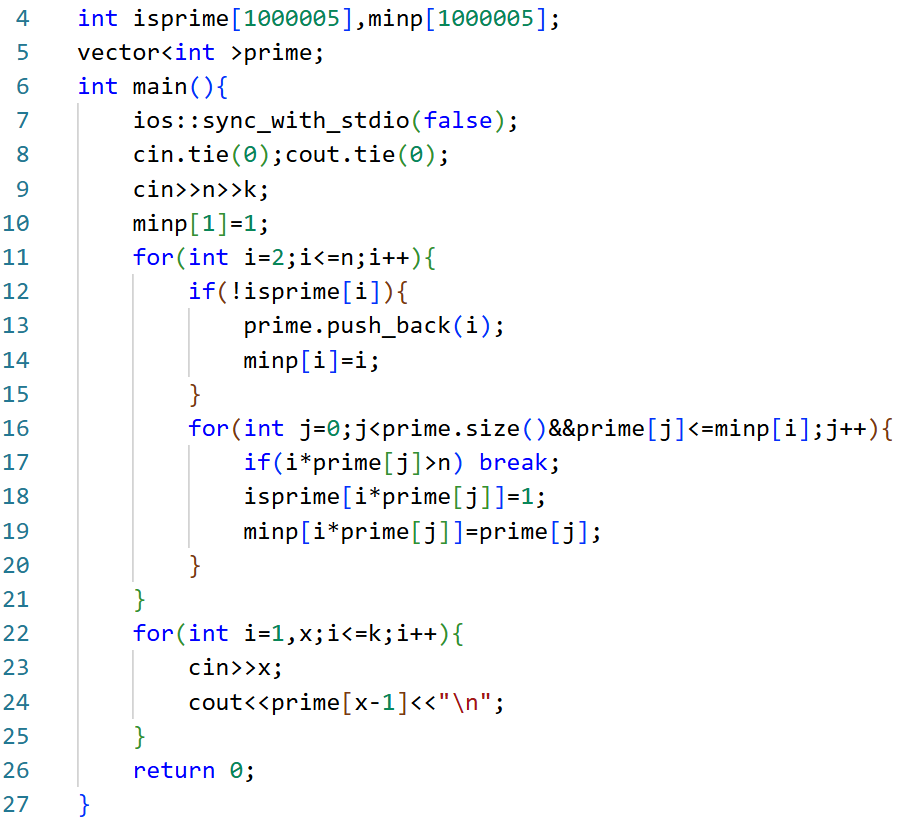 4 int isprime[1000005],minp[1000005];
5 vector<int >prime;
6 int main(){
7 ios::sync_with_stdio(false);
8 cin.tie(0);cout.tie(0);
9 cin>>n>>k;
10 minp[1]=1;
11 for(int i=2;i<=n;i++){
12 if(!isprime[i]){
13 prime.push_back(i);
14 minp[i]=i;
15 }
16 for(int j=0;j<prime.size()&&prime[j]<=minp[i];j++){
17 if(i*prime[j]>n) break;
18 isprime[i*prime[j]]=1;
19 minp[i*prime[j]]=prime[j];
20 }
21 }
22 for(int i=1,x;i<=k;i++){
23 cin>>x;
24 cout<<prime[x-1]<<"\n";
25 }
26 return 0;
27 }